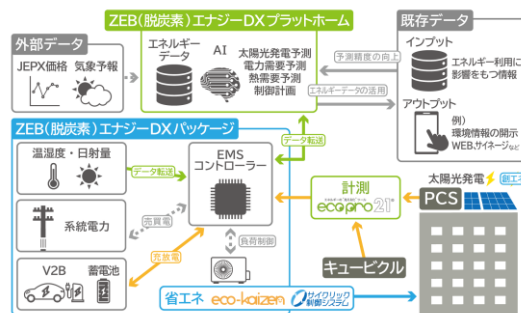 ZEB(脱炭素)エナジーDXプラットホーム
エネルギー
データ
AI
太陽光発電予測
電力需要予測
熱需要予測
制御計画
外部データ
JEPX価格
気象予報
既存データ
インプット
エネルギー利用に
影響をもつ情報
アウトプット
例)
環境情報の開示
WEB,サイネージなど
予測精度の向上
エネルギーデータの活用
ZEB(脱炭素)エナジーDXパッケージ
温湿度・日射量
データ転送
EMS
コントローラー
データ転送
系統電力
売買電
V2B
蓄電池
充放電
負荷制御
計測
ecopro21
キュービクル
太陽光発電
創エネ
PCS
省エネ
eco-kaizen
サイクリック
制御システム